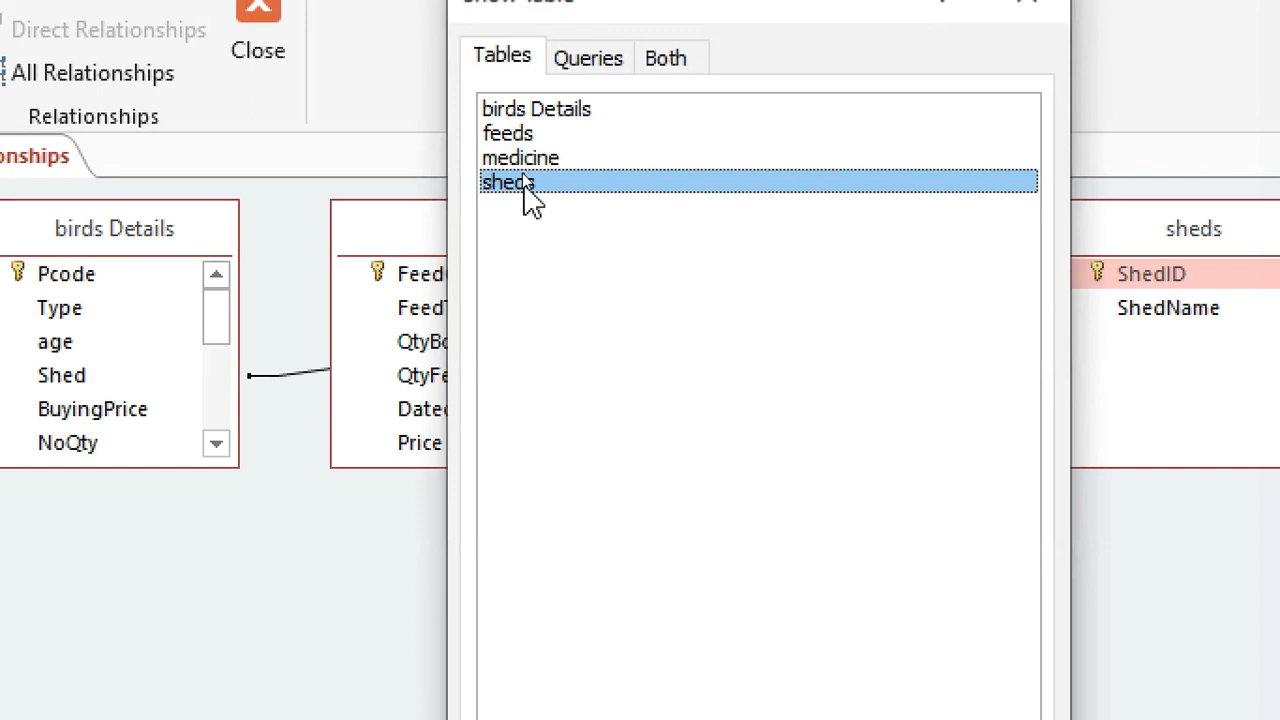 Direct Relationships
All Relationships
Close
Relationships
Tables
Queries
Both
birds Details
feeds
medicine
sheds
onships
birds Details
Pcode
Type
age
Shed
BuyingPrice
NoQty
Price
sheds
ShedID
ShedName